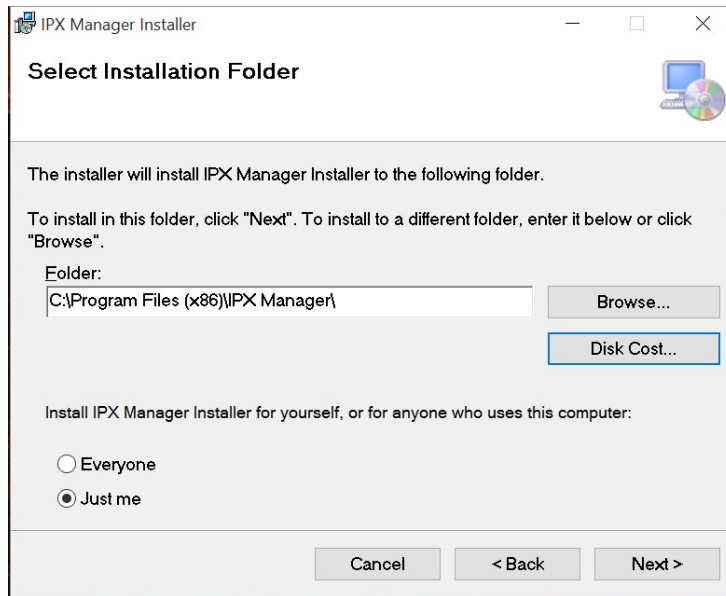 IPX Manager Installer
Select Installation Folder
The installer will install IPX Manager Installer to the following folder.
To install in this folder, click "Next". To install to a different folder, enter it below or click
"Browse".
Folder:
C:\Program Files (x86)\IPX Manager\
Browse...
Disk Cost...
Install IPX Manager Installer for yourself, or for anyone who uses this computer:
Everyone
Just me
Cancel
< Back
Next >